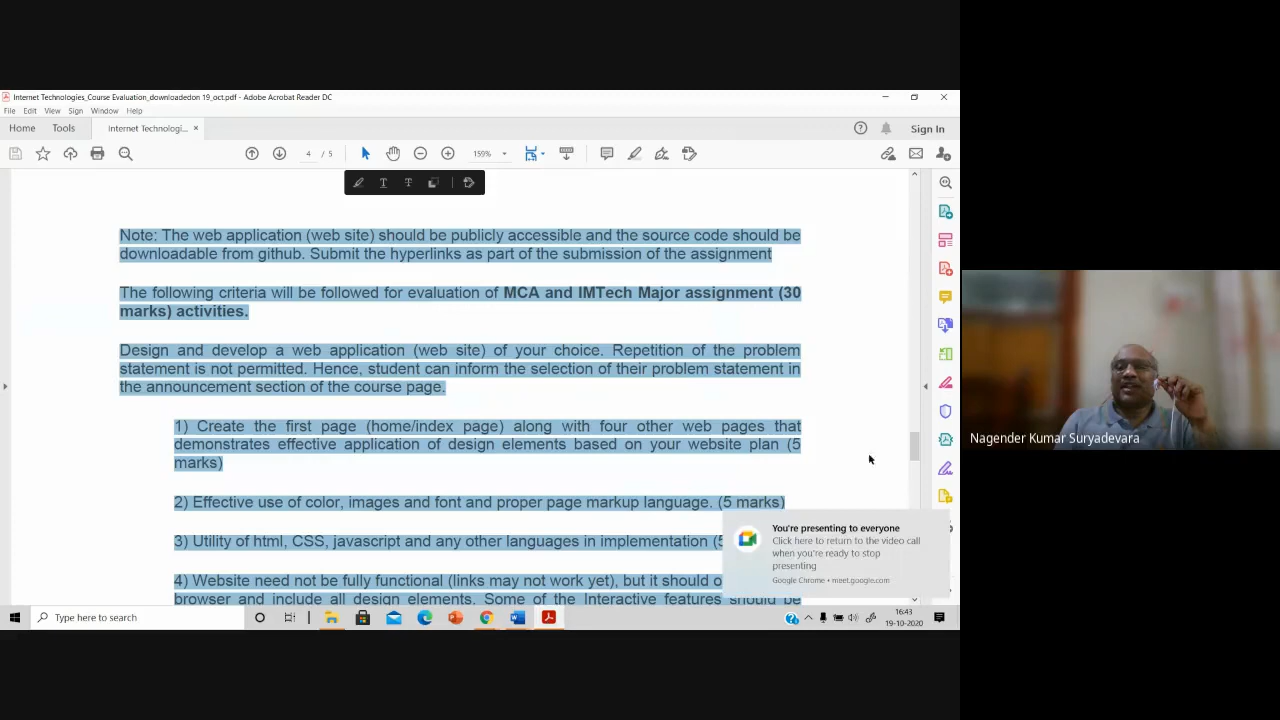 Internet Technologies_Course Evaluation_downloadedon 19_oct.pdf - Adobe Acrobat Reader DC
File Edit View Sign Window Help
Home Tools Internet Technologi... × Sign In
4 / 5 159%
Note: The web application (web site) should be publicly accessible and the source code should be
downloadable from github. Submit the hyperlinks as part of the submission of the assignment
The following criteria will be followed for evaluation of MCA and IMTech Major assignment (30
marks) activities.
Design and develop a web application (web site) of your choice. Repetition of the problem
statement is not permitted. Hence, student can inform the selection of their problem statement in
the announcement section of the course page.
1) Create the first page (home/index page) along with four other web pages that
demonstrates effective application of design elements based on your website plan (5
marks)
2) Effective use of color, images and font and proper page markup language. (5 marks)
3) Utility of html, CSS, javascript and any other languages in implementation (5
4) Website need not be fully functional (links may not work yet), but it should o
browser and include all design elements. Some of the Interactive features should be
You're presenting to everyone
Click here to return to the video call
when you're ready to stop
presenting
Google Chrome • meet.google.com
Type here to search
16:43
19-10-2020
Nagender Kumar Suryadevara